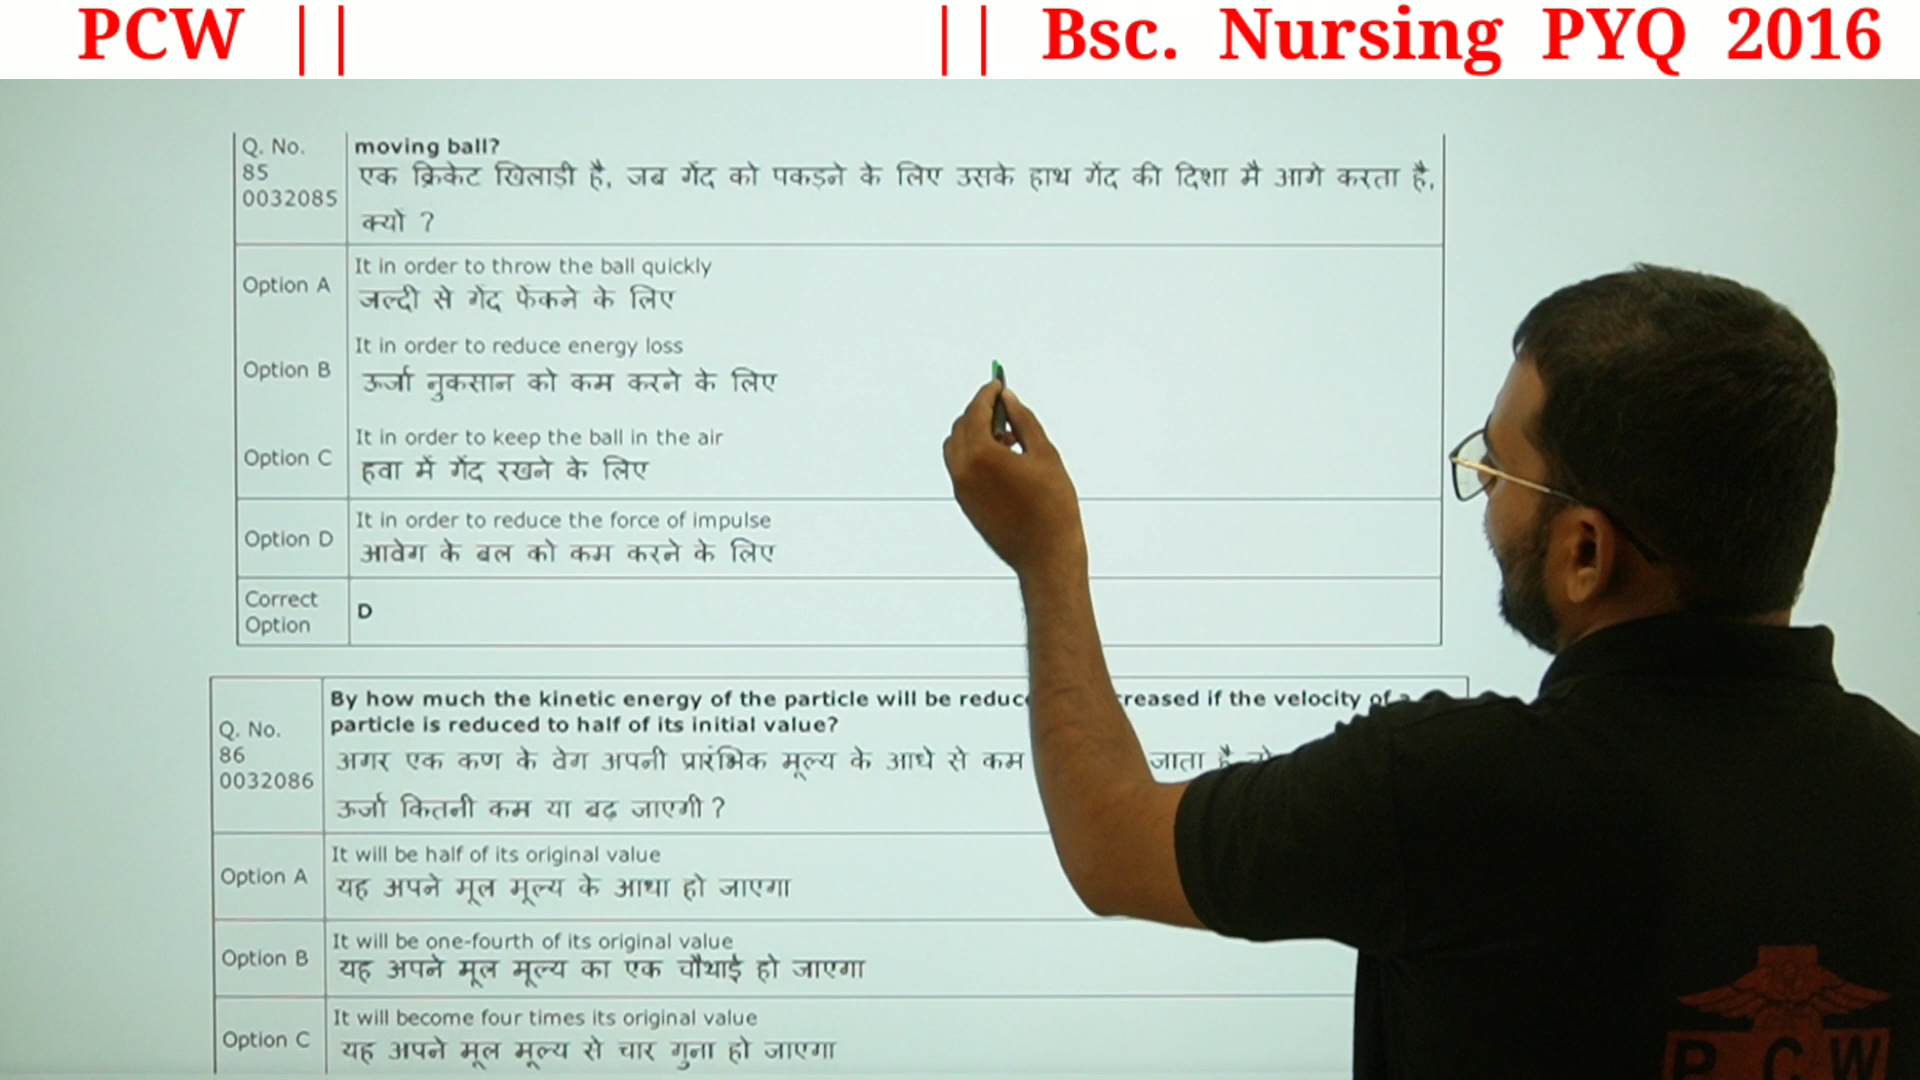 PCW || || Bsc. Nursing PYQ 2016
Q. No.
85
0032085
moving ball?
एक क्रिकेट खिलाड़ी है, जब गेंद को पकड़ने के लिए उसके हाथ गेंद की दिशा मै आगे करता है,
क्यों ?
Option A
It in order to throw the ball quickly
जल्दी से गेंद फेंकने के लिए
Option B
It in order to reduce energy loss
ऊर्जा नुकसान को कम करने के लिए
Option C
It in order to keep the ball in the air
हवा में गेंद रखने के लिए
Option D
It in order to reduce the force of impulse
आवेग के बल को कम करने के लिए
Correct
Option
D
Q. No.
86
0032086
By how much the kinetic energy of the particle will be if the velocity of
particle is reduced to half of its initial value?
अगर एक कण के वेग अपनी प्रारंभिक मूल्य के आधे से कम जाता है
ऊर्जा कितनी कम या बढ़ जाएगी ?
Option A
It will be half of its original value
यह अपने मूल मूल्य के आधा हो जाएगा
Option B
It will be one-fourth of its original value
यह अपने मूल मूल्य का एक चौथाई हो जाएगा
Option C
It will become four times its original value
यह अपने मूल मूल्य से चार गुना हो जाएगा
P C W